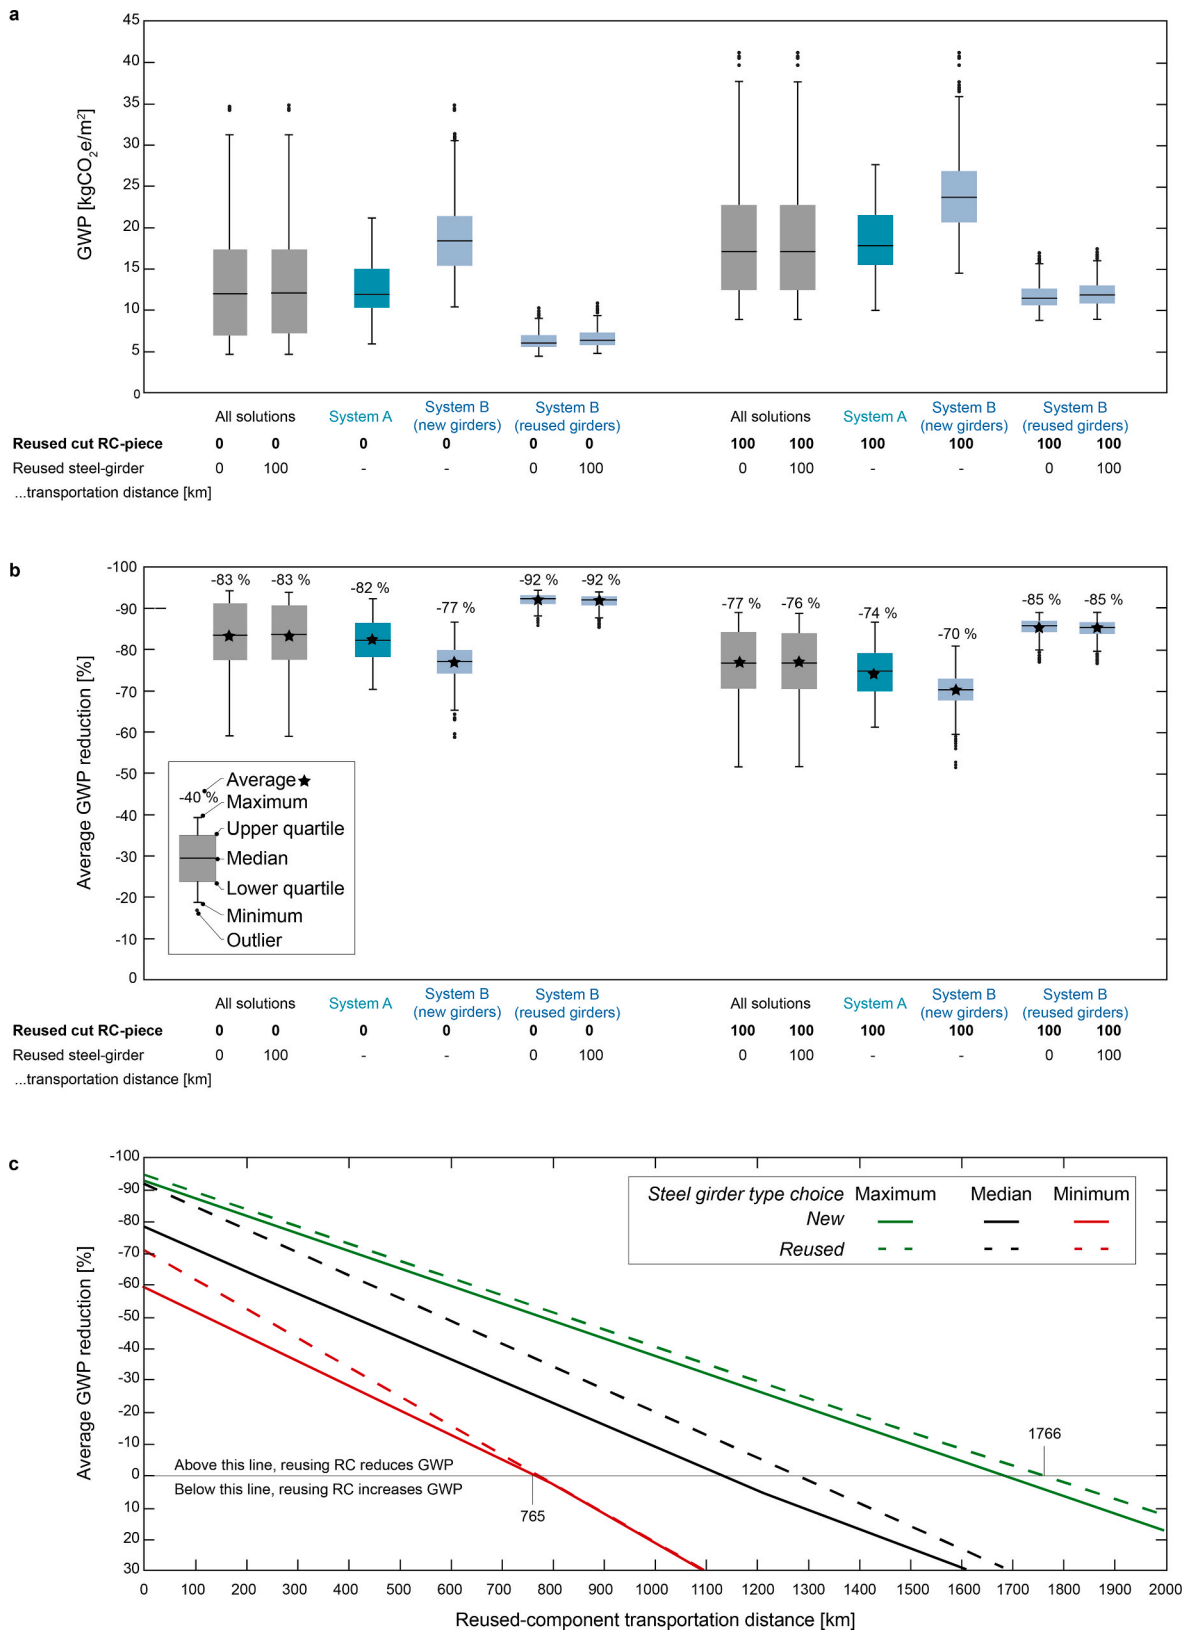 a
45
40
35
30
25
20
15
10
5
0
GWP [kgCO2e/m²]
All solutions System A System B (new girders) System B (reused girders) All solutions System A System B (new girders) System B (reused girders)
Reused cut RC-piece 0 0 0 0 0 0 100 100 100 100 100 100
Reused steel-girder 0 100 - - 0 100 0 100 - - 0 100
...transportation distance [km]
b
-100
-90
-80
-70
-60
-50
-40
-30
-20
-10
0
Average GWP reduction [%]
-83 % -83 % -82 % -77 % -92 % -92 % -77 % -76 % -74 % -70 % -85 % -85 %
Average
-40 %
Maximum
Upper quartile
Median
Lower quartile
Minimum
Outlier
All solutions System A System B (new girders) System B (reused girders) All solutions System A System B (new girders) System B (reused girders)
Reused cut RC-piece 0 0 0 0 0 0 100 100 100 100 100 100
Reused steel-girder 0 100 - - 0 100 0 100 - - 0 100
...transportation distance [km]
c
-100
-90
-80
-70
-60
-50
-40
-30
-20
-10
0
10
20
30
Average GWP reduction [%]
Steel girder type choice Maximum Median Minimum
New
Reused
1766
Above this line, reusing RC reduces GWP
Below this line, reusing RC increases GWP
765
0 100 200 300 400 500 600 700 800 900 1000 1100 1200 1300 1400 1500 1600 1700 1800 1900 2000
Reused-component transportation distance [km]